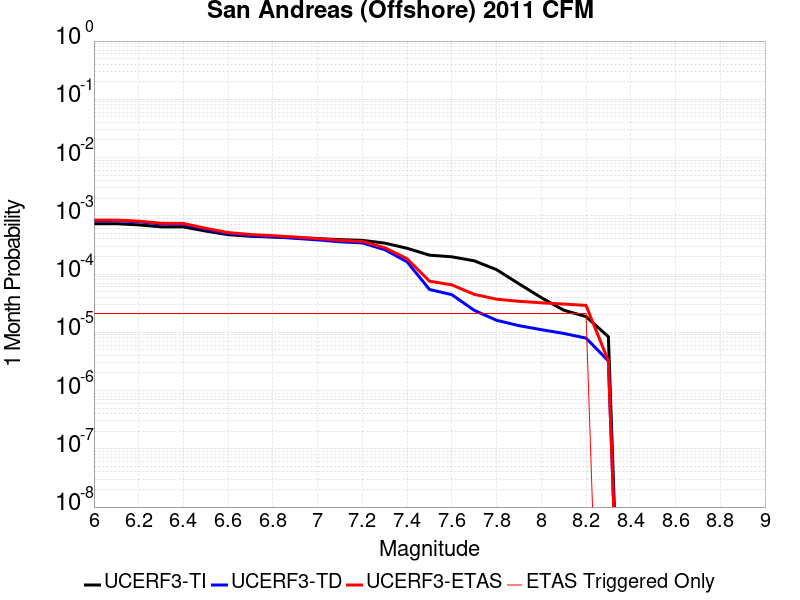 San Andreas (Offshore) 2011 CFM
10 0
10 -1
10 -2
10 -3
10 -4
10 -5
10 -6
10 -7
10 -8
1 Month Probability
6 6.2 6.4 6.6 6.8 7 7.2 7.4 7.6 7.8 8 8.2 8.4 8.6 8.8 9
Magnitude
UCERF3-TI UCERF3-TD UCERF3-ETAS ETAS Triggered Only